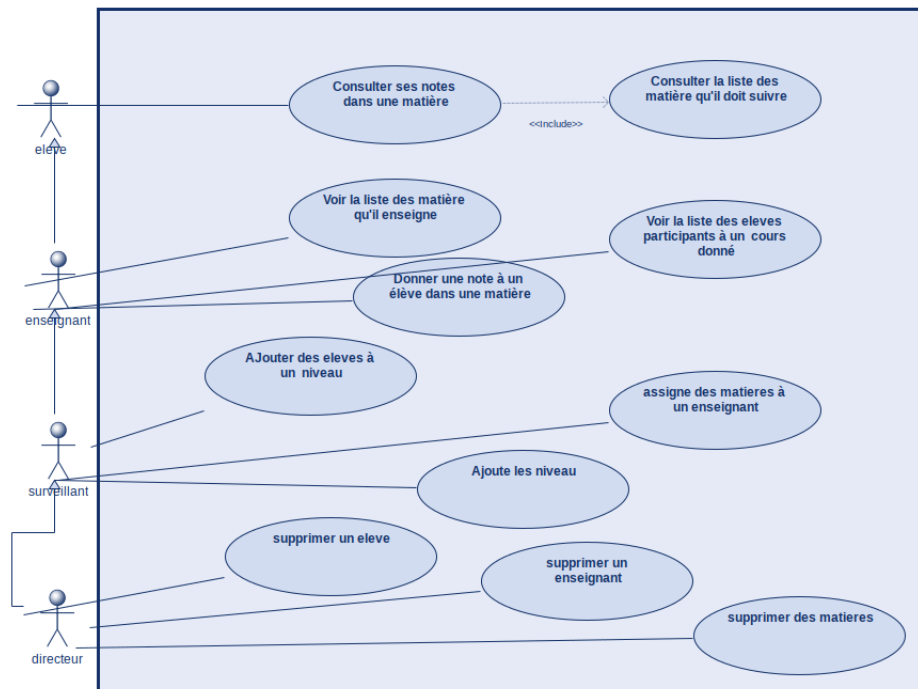 Consulter ses notes
dans une matière
Consulter la liste des
matière qu'il doit suivre
<<Include>>
eleve
Voir la liste des matière
qu'il enseigne
Voir la liste des eleves
participants à un cours
donné
Donner une note à un
élève dans une matière
enseignant
AJouter des eleves à
un niveau
assigne des matieres à
un enseignant
Ajoute les niveau
surveillant
supprimer un eleve
supprimer un
enseignant
supprimer des matieres
directeur